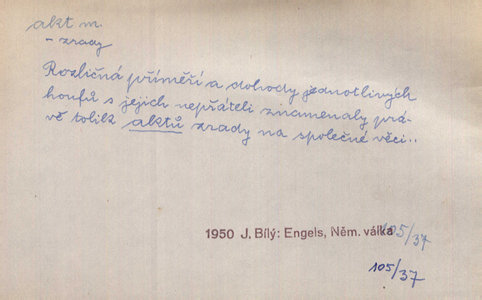 akt m.
- zrady
Rozličná příměří a dohody jednotlivých
houfů s jejich nepřáteli znamenaly prá-
vě tolik aktů zrady na společné věci..
1950 J. Bílý: Engels, Něm. válka 105/37
105/37